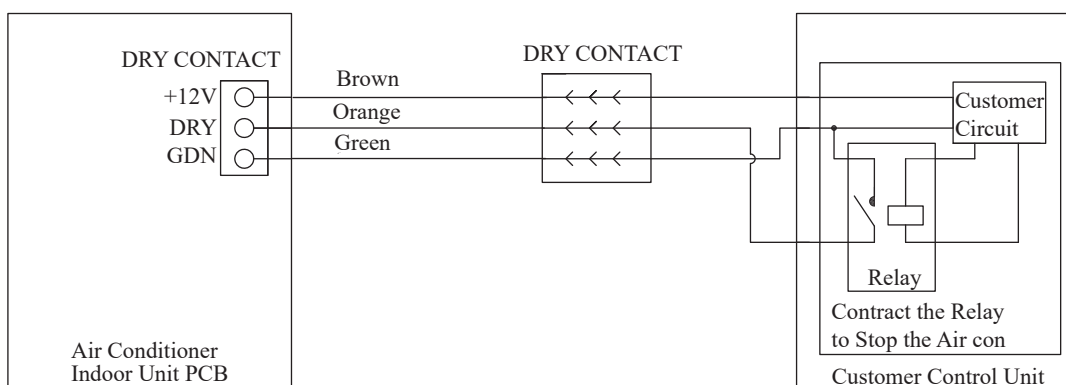 DRY CONTACT
+12V
DRY
GDN
Brown
Orange
Green
DRY CONTACT
Customer
Circuit
Relay
Contract the Relay
to Stop the Air con
Air Conditioner
Indoor Unit PCB
Customer Control Unit